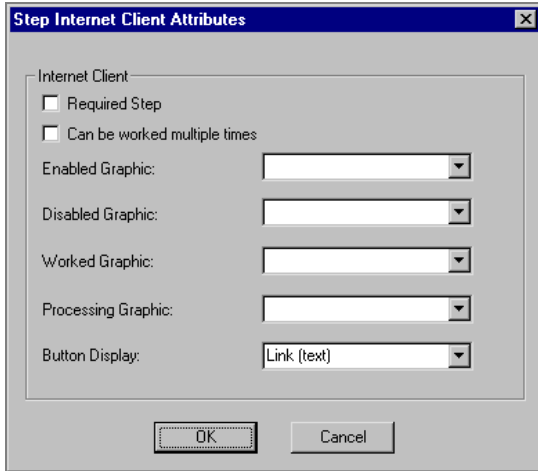 Step Internet Client Attributes
Internet Client
Required Step
Can be worked multiple times
Enabled Graphic:
Disabled Graphic:
Worked Graphic:
Processing Graphic:
Button Display: Link (text)
OK Cancel